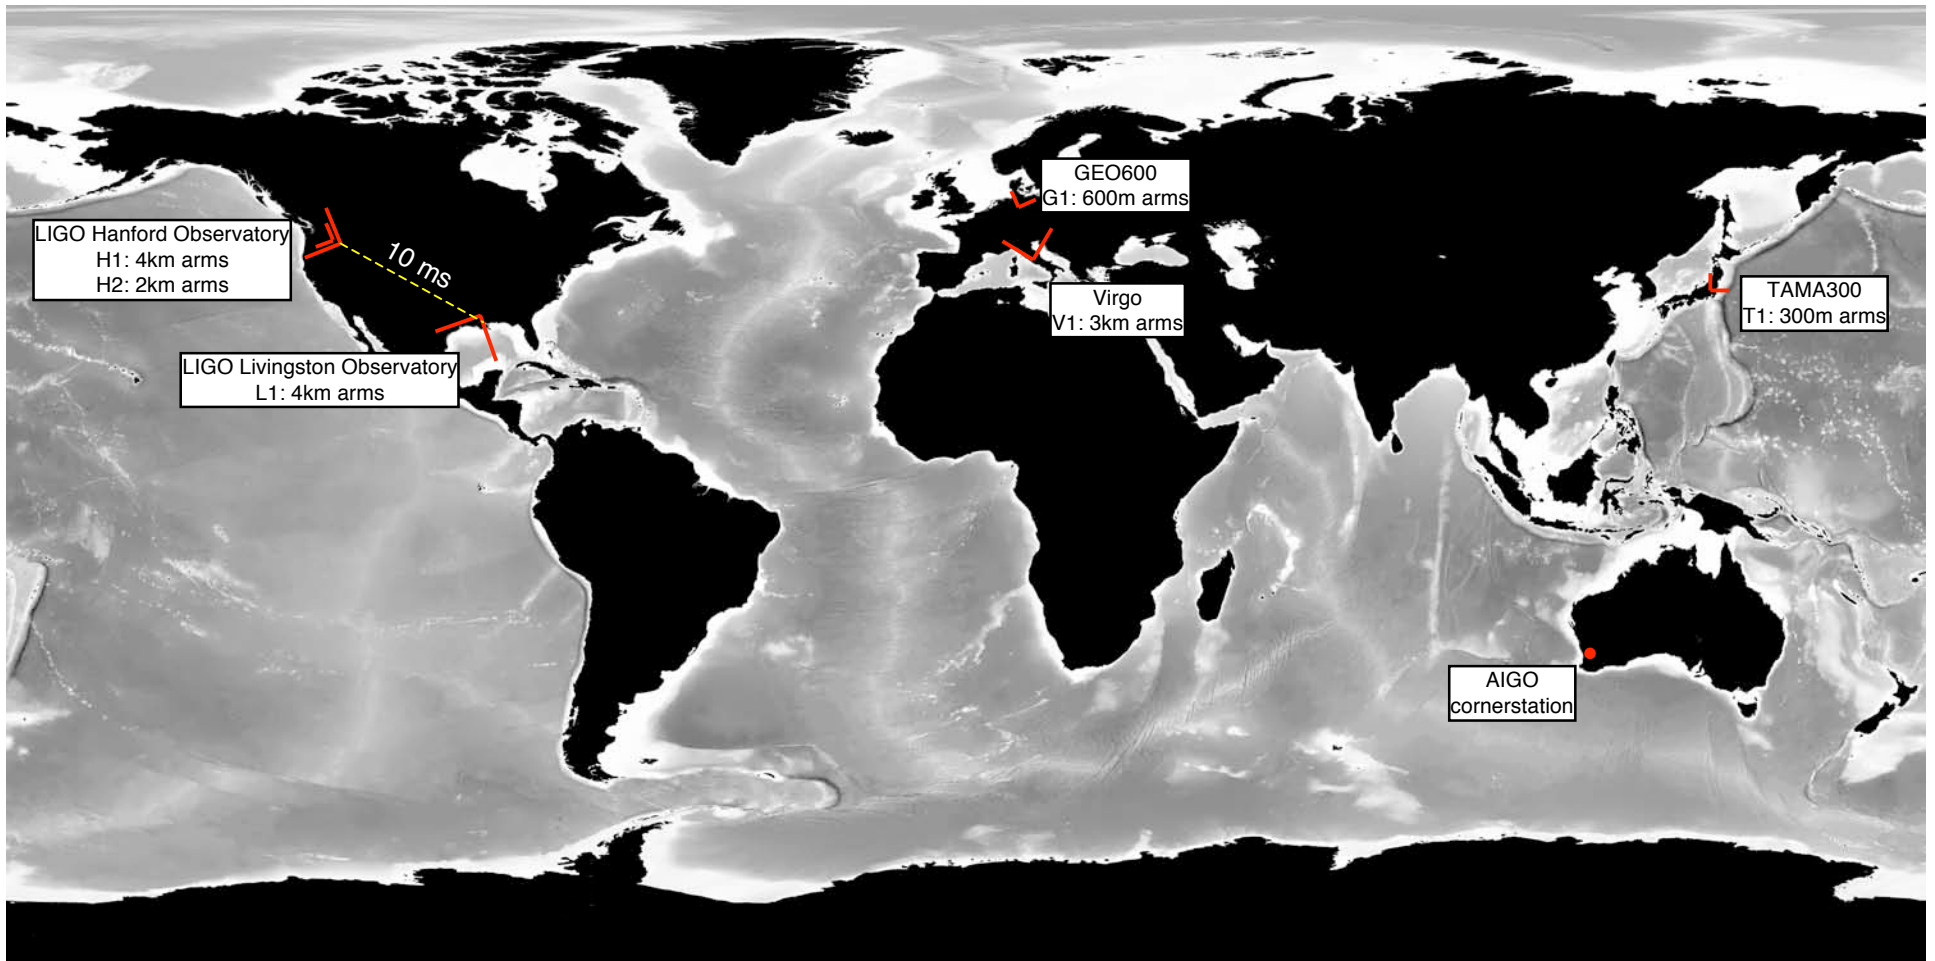 GEO600
G1: 600m arms
LIGO Hanford Observatory
H1: 4km arms
H2: 2km arms
10 ms
Virgo
V1: 3km arms
TAMA300
T1: 300m arms
LIGO Livingston Observatory
L1: 4km arms
AIGO
cornerstation